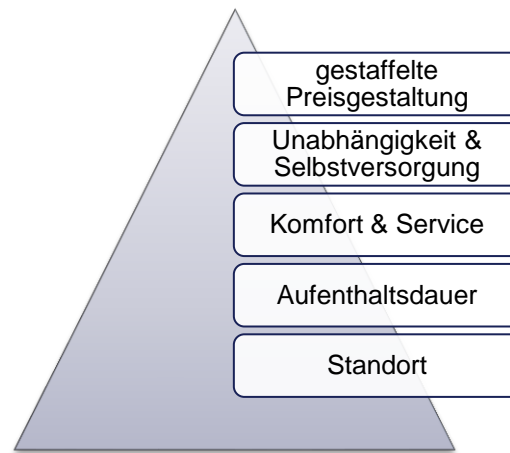 gestaffelte
Preisgestaltung
Unabhängigkeit &
Selbstversorgung
Komfort & Service
Aufenthaltsdauer
Standort